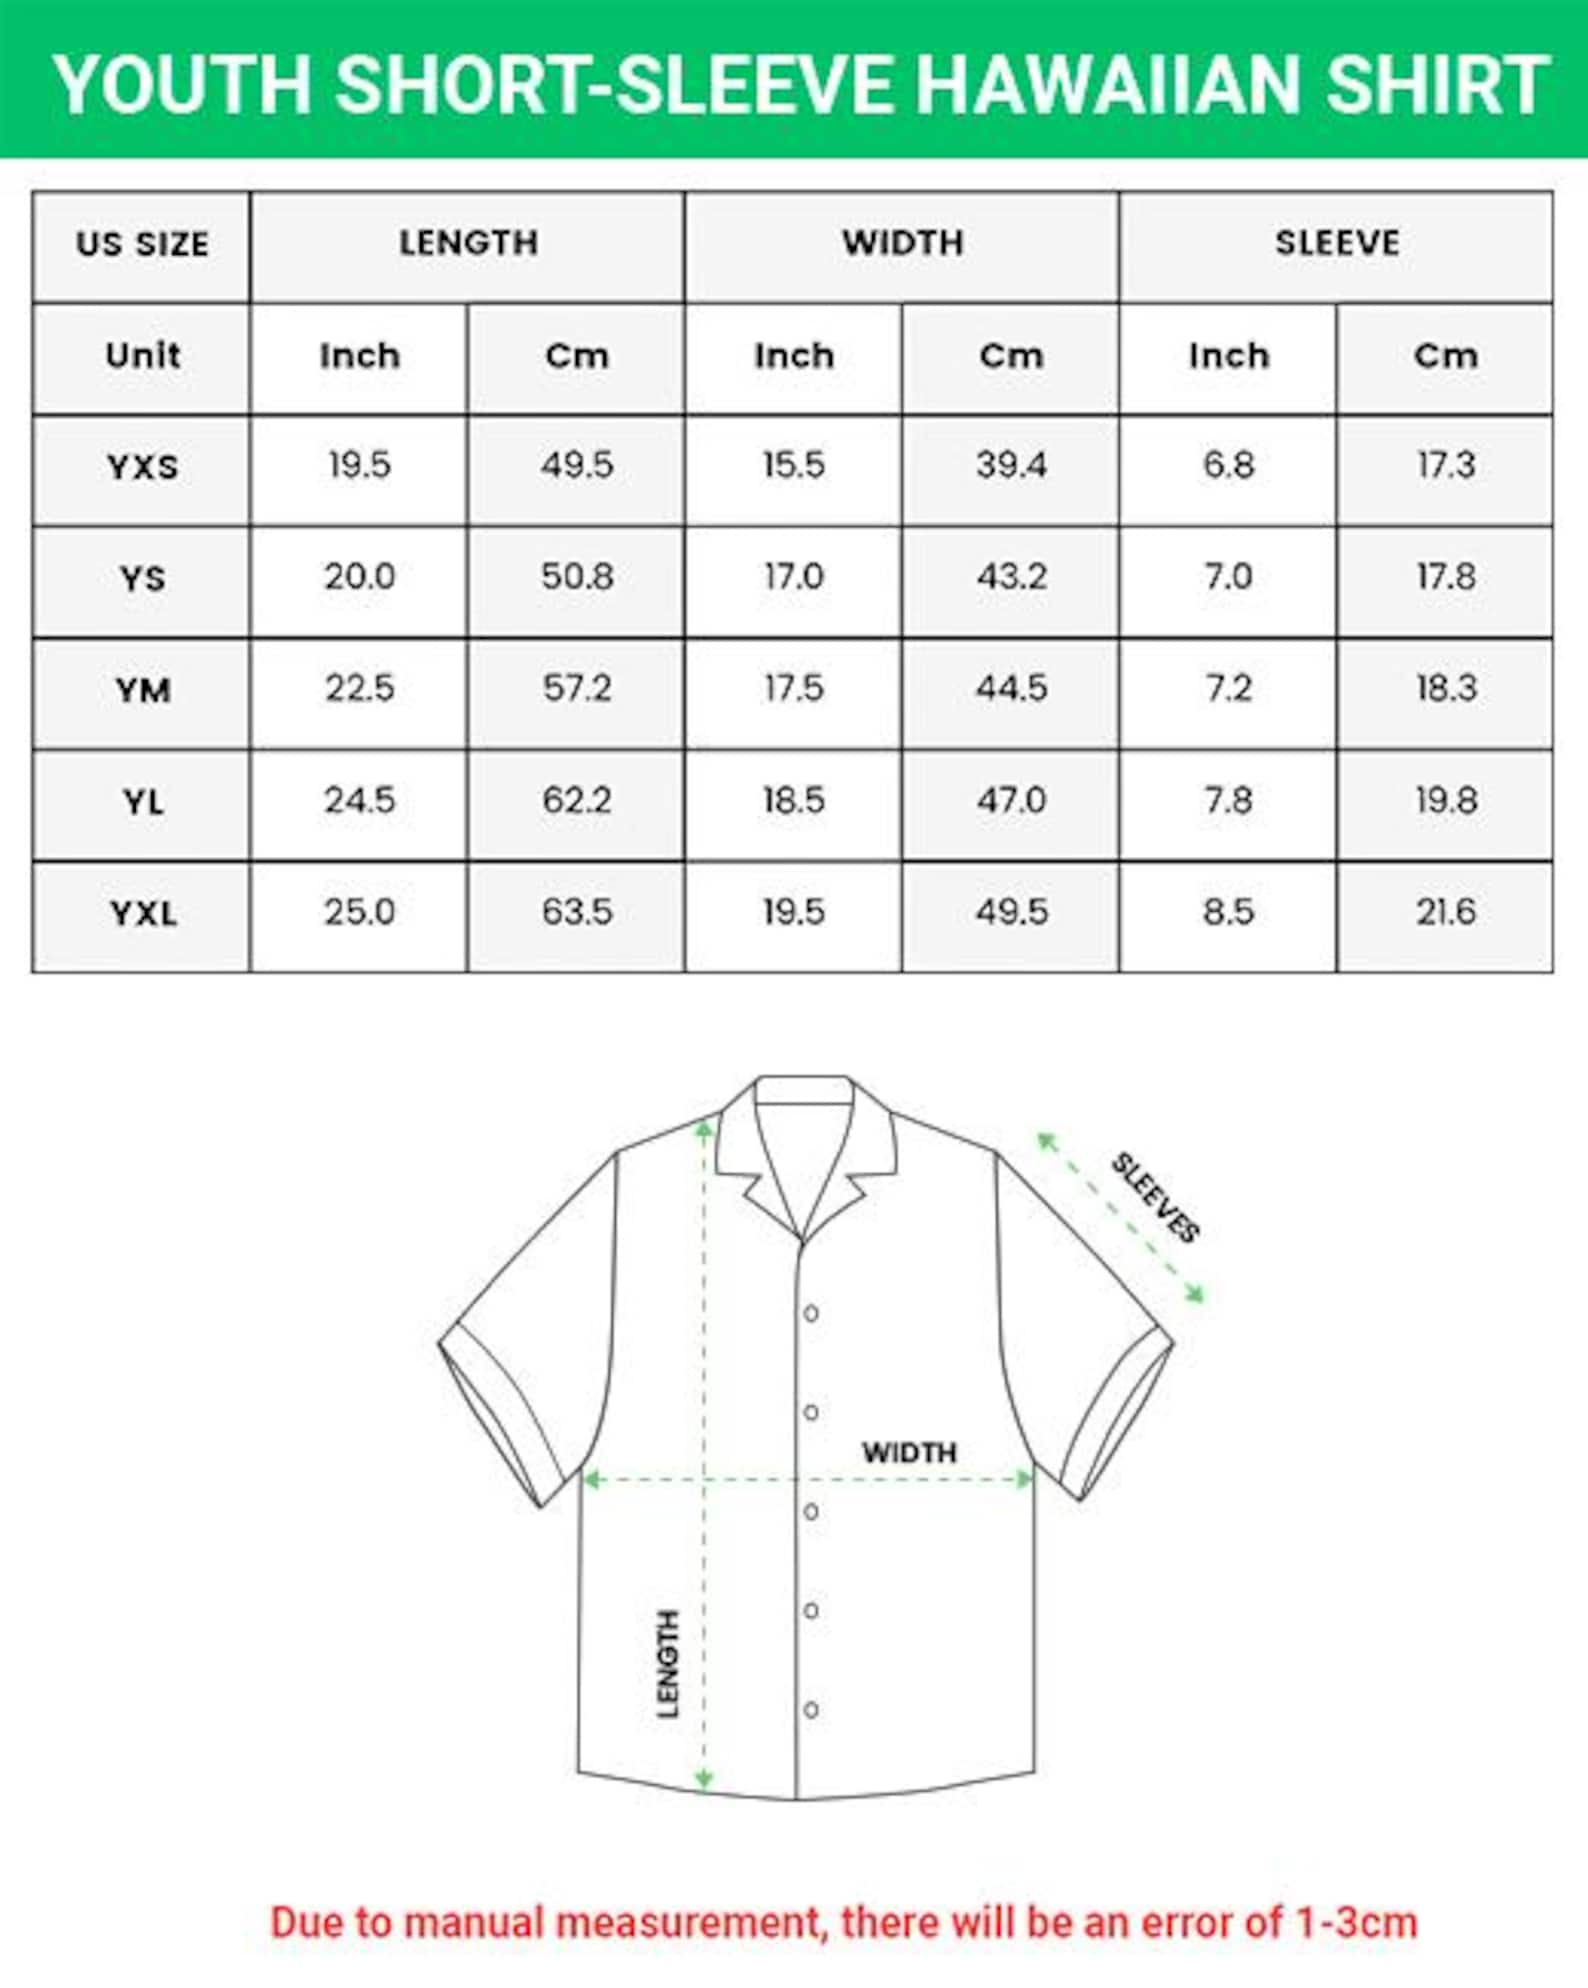 YOUTH SHORT-SLEEVE HAWAIIAN SHIRT
US SIZE LENGTH WIDTH SLEEVE
Unit Inch Cm Inch Cm Inch Cm
YXS 19.5 49.5 15.5 39.4 6.8 17.3
YS 20.0 50.8 17.0 43.2 7.0 17.8
YM 22.5 57.2 17.5 44.5 7.2 18.3
YL 24.5 62.2 18.5 47.0 7.8 19.8
YXL 25.0 63.5 19.5 49.5 8.5 21.6
SLEEVES
WIDTH
LENGTH
Due to manual measurement, there will be an error of 1-3cm